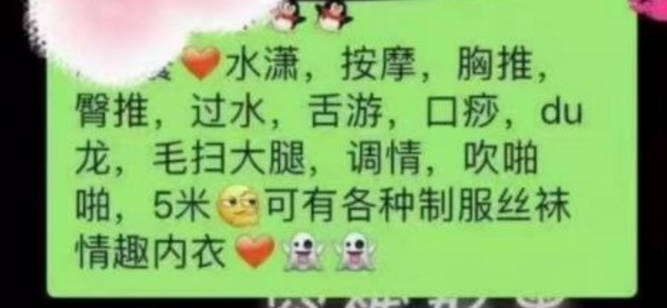 ❤️水潇，按摩，胸推，
臀推，过水，舌游，口痧，du
龙，毛扫大腿，调情，吹啪
啪，5米🤔可有各种制服丝袜
情趣内衣❤️👻👻